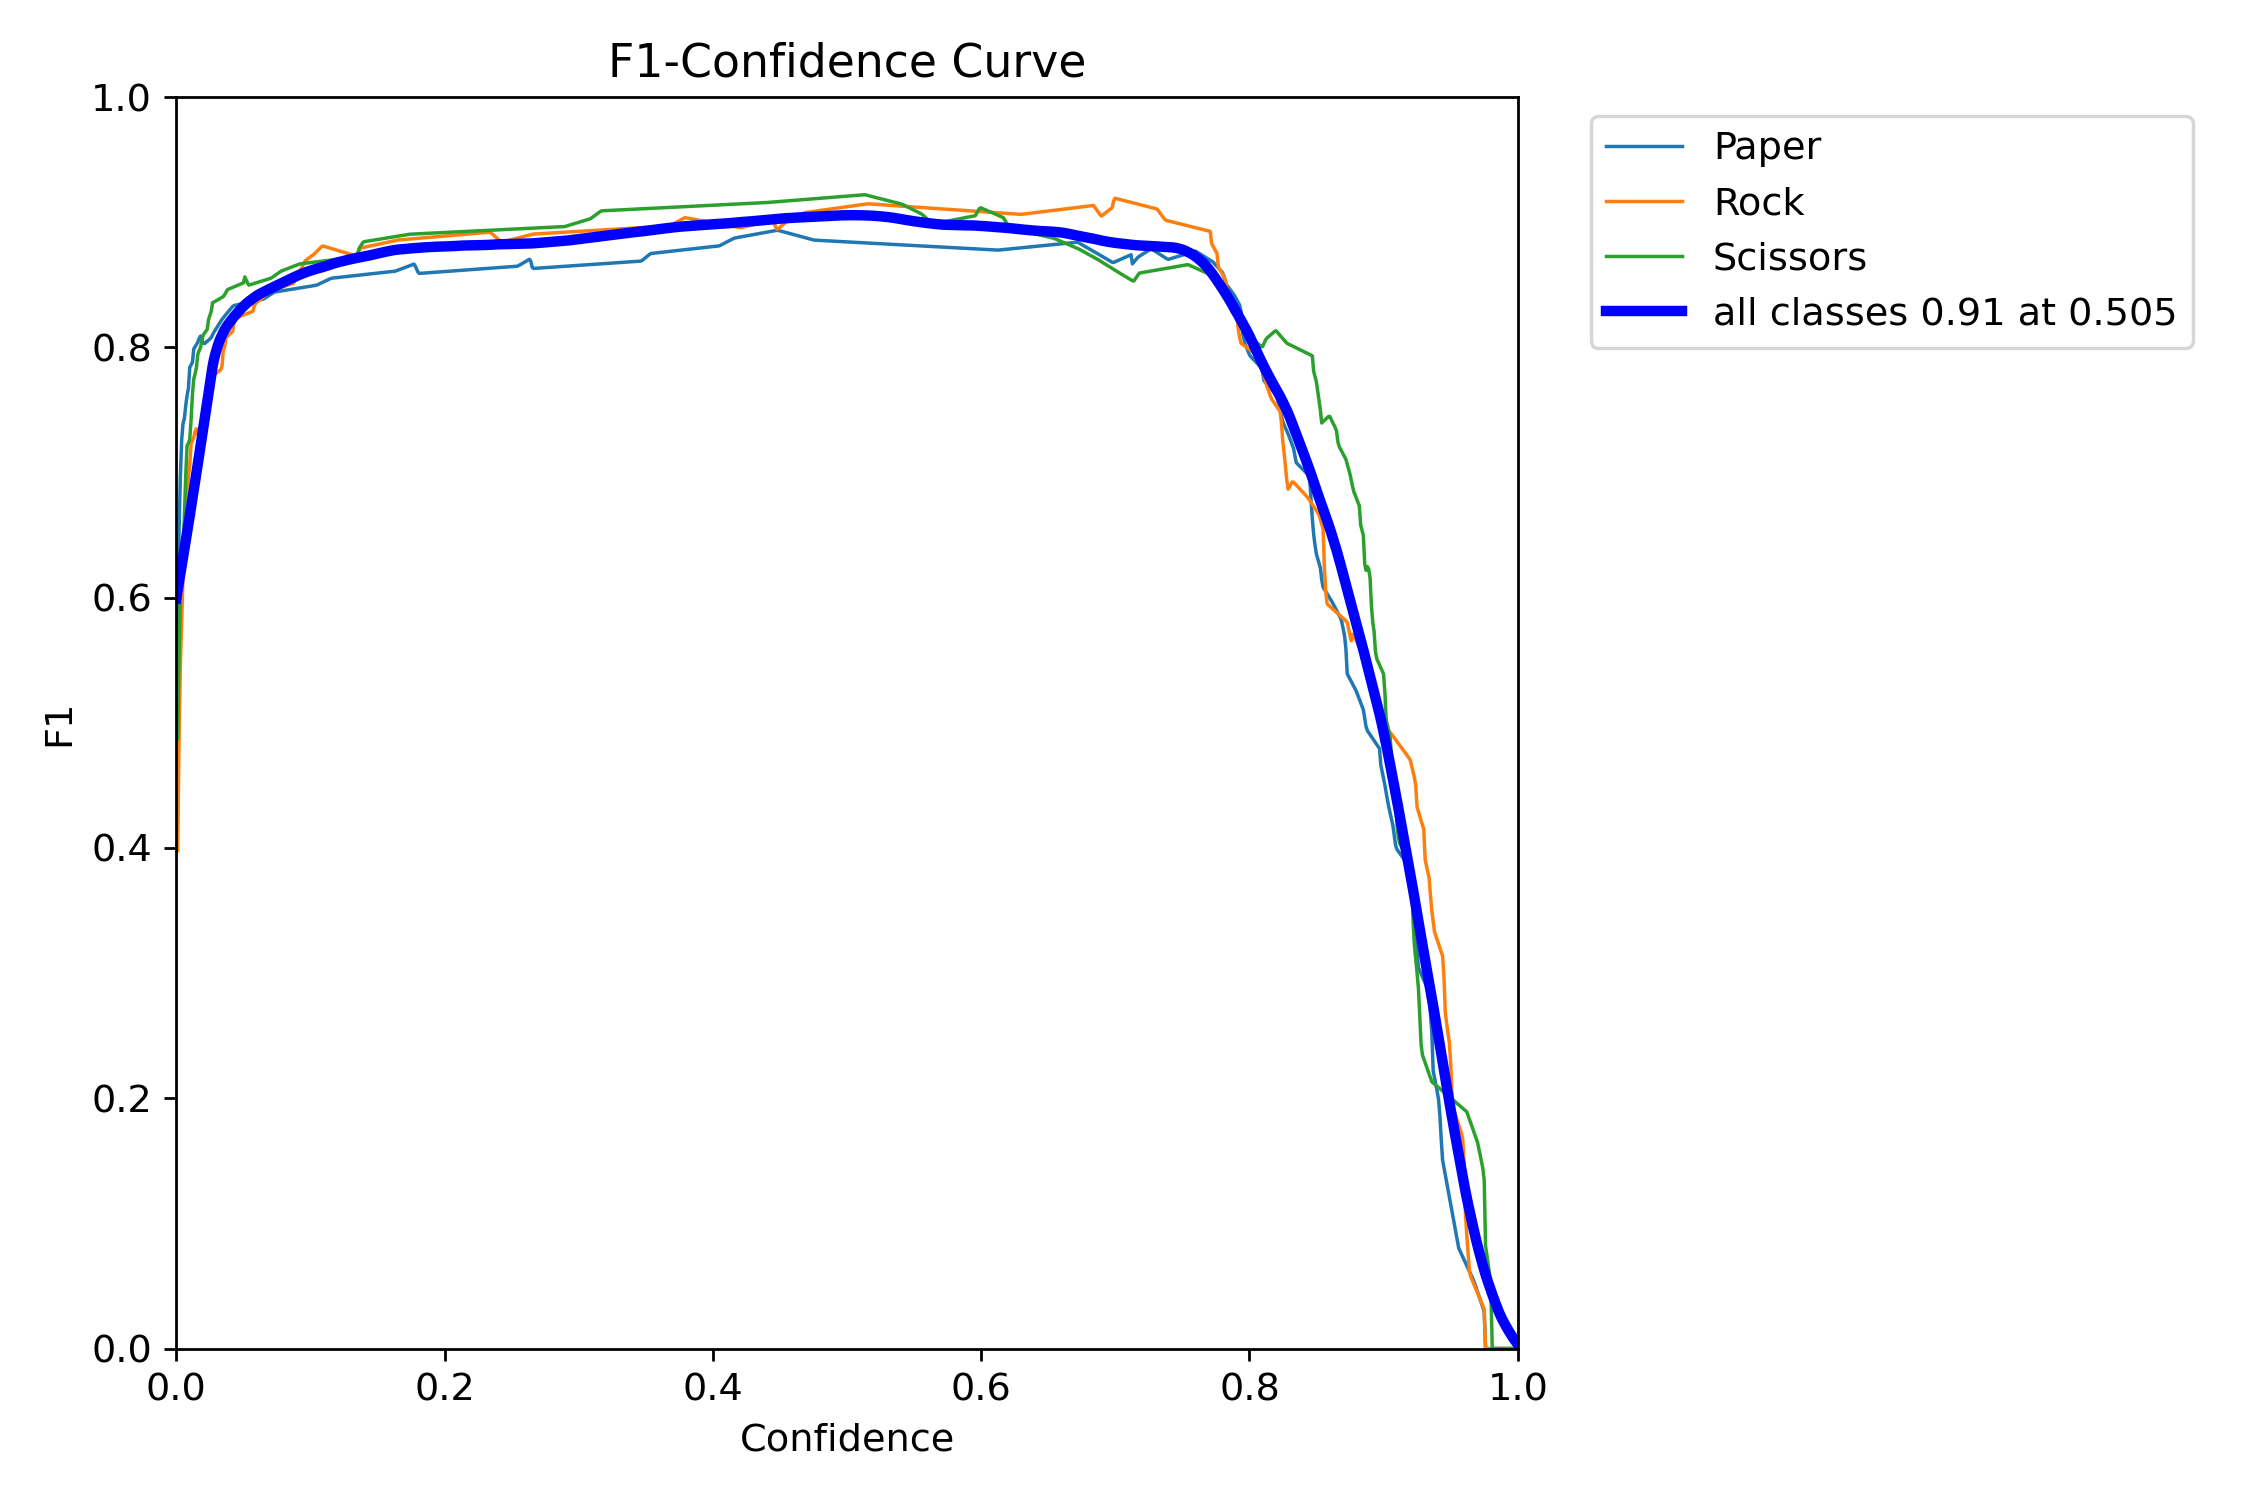 F1-Confidence Curve
1.0
0.8
0.6
0.4
0.2
0.0
F1
0.0 0.2 0.4 0.6 0.8 1.0
Confidence
Paper
Rock
Scissors
all classes 0.91 at 0.505